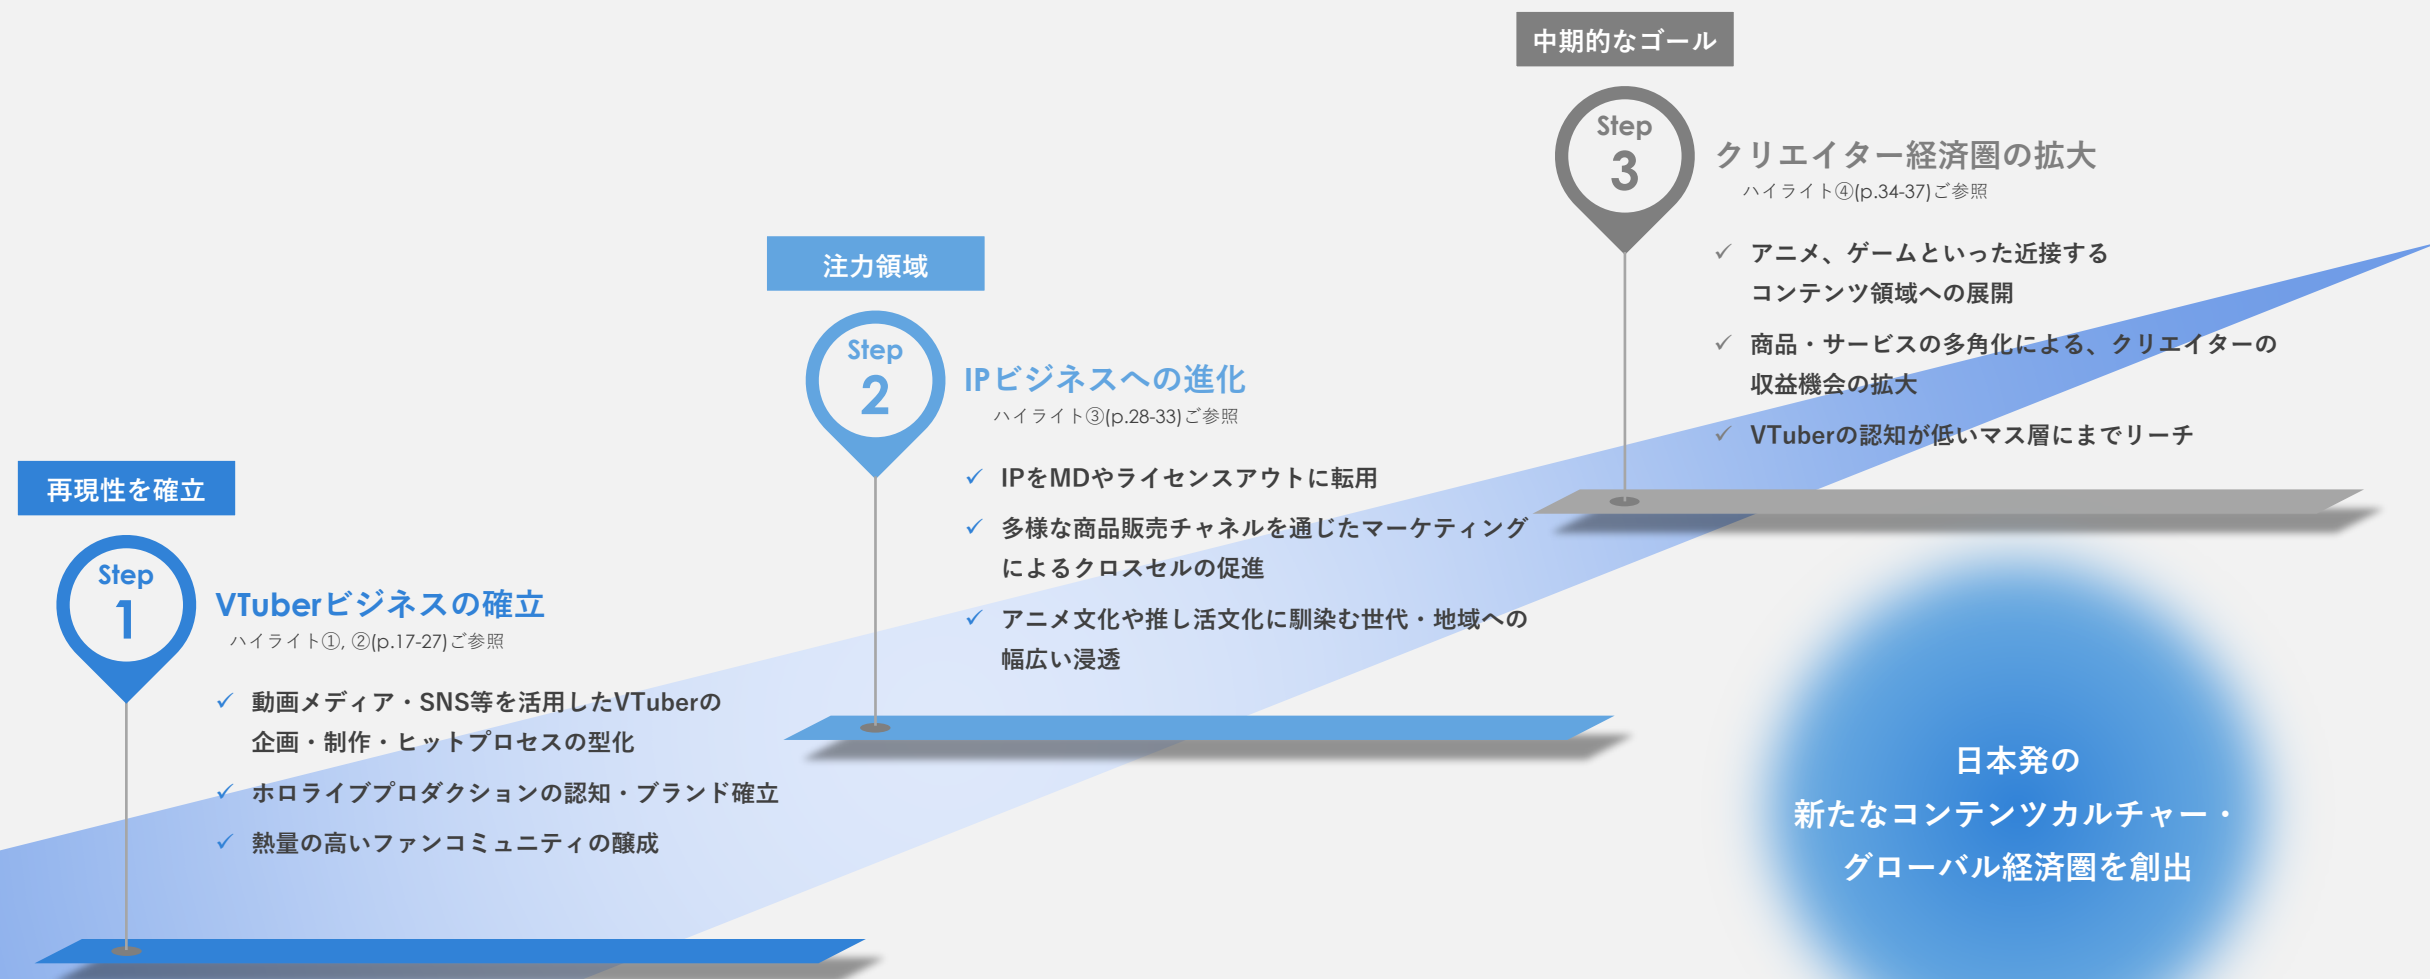 再現性を確立
Step
1
VTuberビジネスの確立
ハイライト①, ②(p.17-27)ご参照
✓ 動画メディア・SNS等を活用したVTuberの
企画・制作・ヒットプロセスの型化
✓ ホロライブプロダクションの認知・ブランド確立
✓ 熱量の高いファンコミュニティの醸成
注力領域
Step
2
IPビジネスへの進化
ハイライト③(p.28-33)ご参照
✓ IPをMDやライセンスアウトに転用
✓ 多様な商品販売チャネルを通じたマーケティング
によるクロスセルの促進
✓ アニメ文化や推し活文化に馴染む世代・地域への
幅広い浸透
中期的なゴール
Step
3
クリエイター経済圏の拡大
ハイライト④(p.34-37)ご参照
✓ アニメ、ゲームといった近接する
コンテンツ領域への展開
✓ 商品・サービスの多角化による、クリエイターの
収益機会の拡大
✓ VTuberの認知が低いマス層にまでリーチ
日本発の
新たなコンテンツカルチャー・
グローバル経済圏を創出